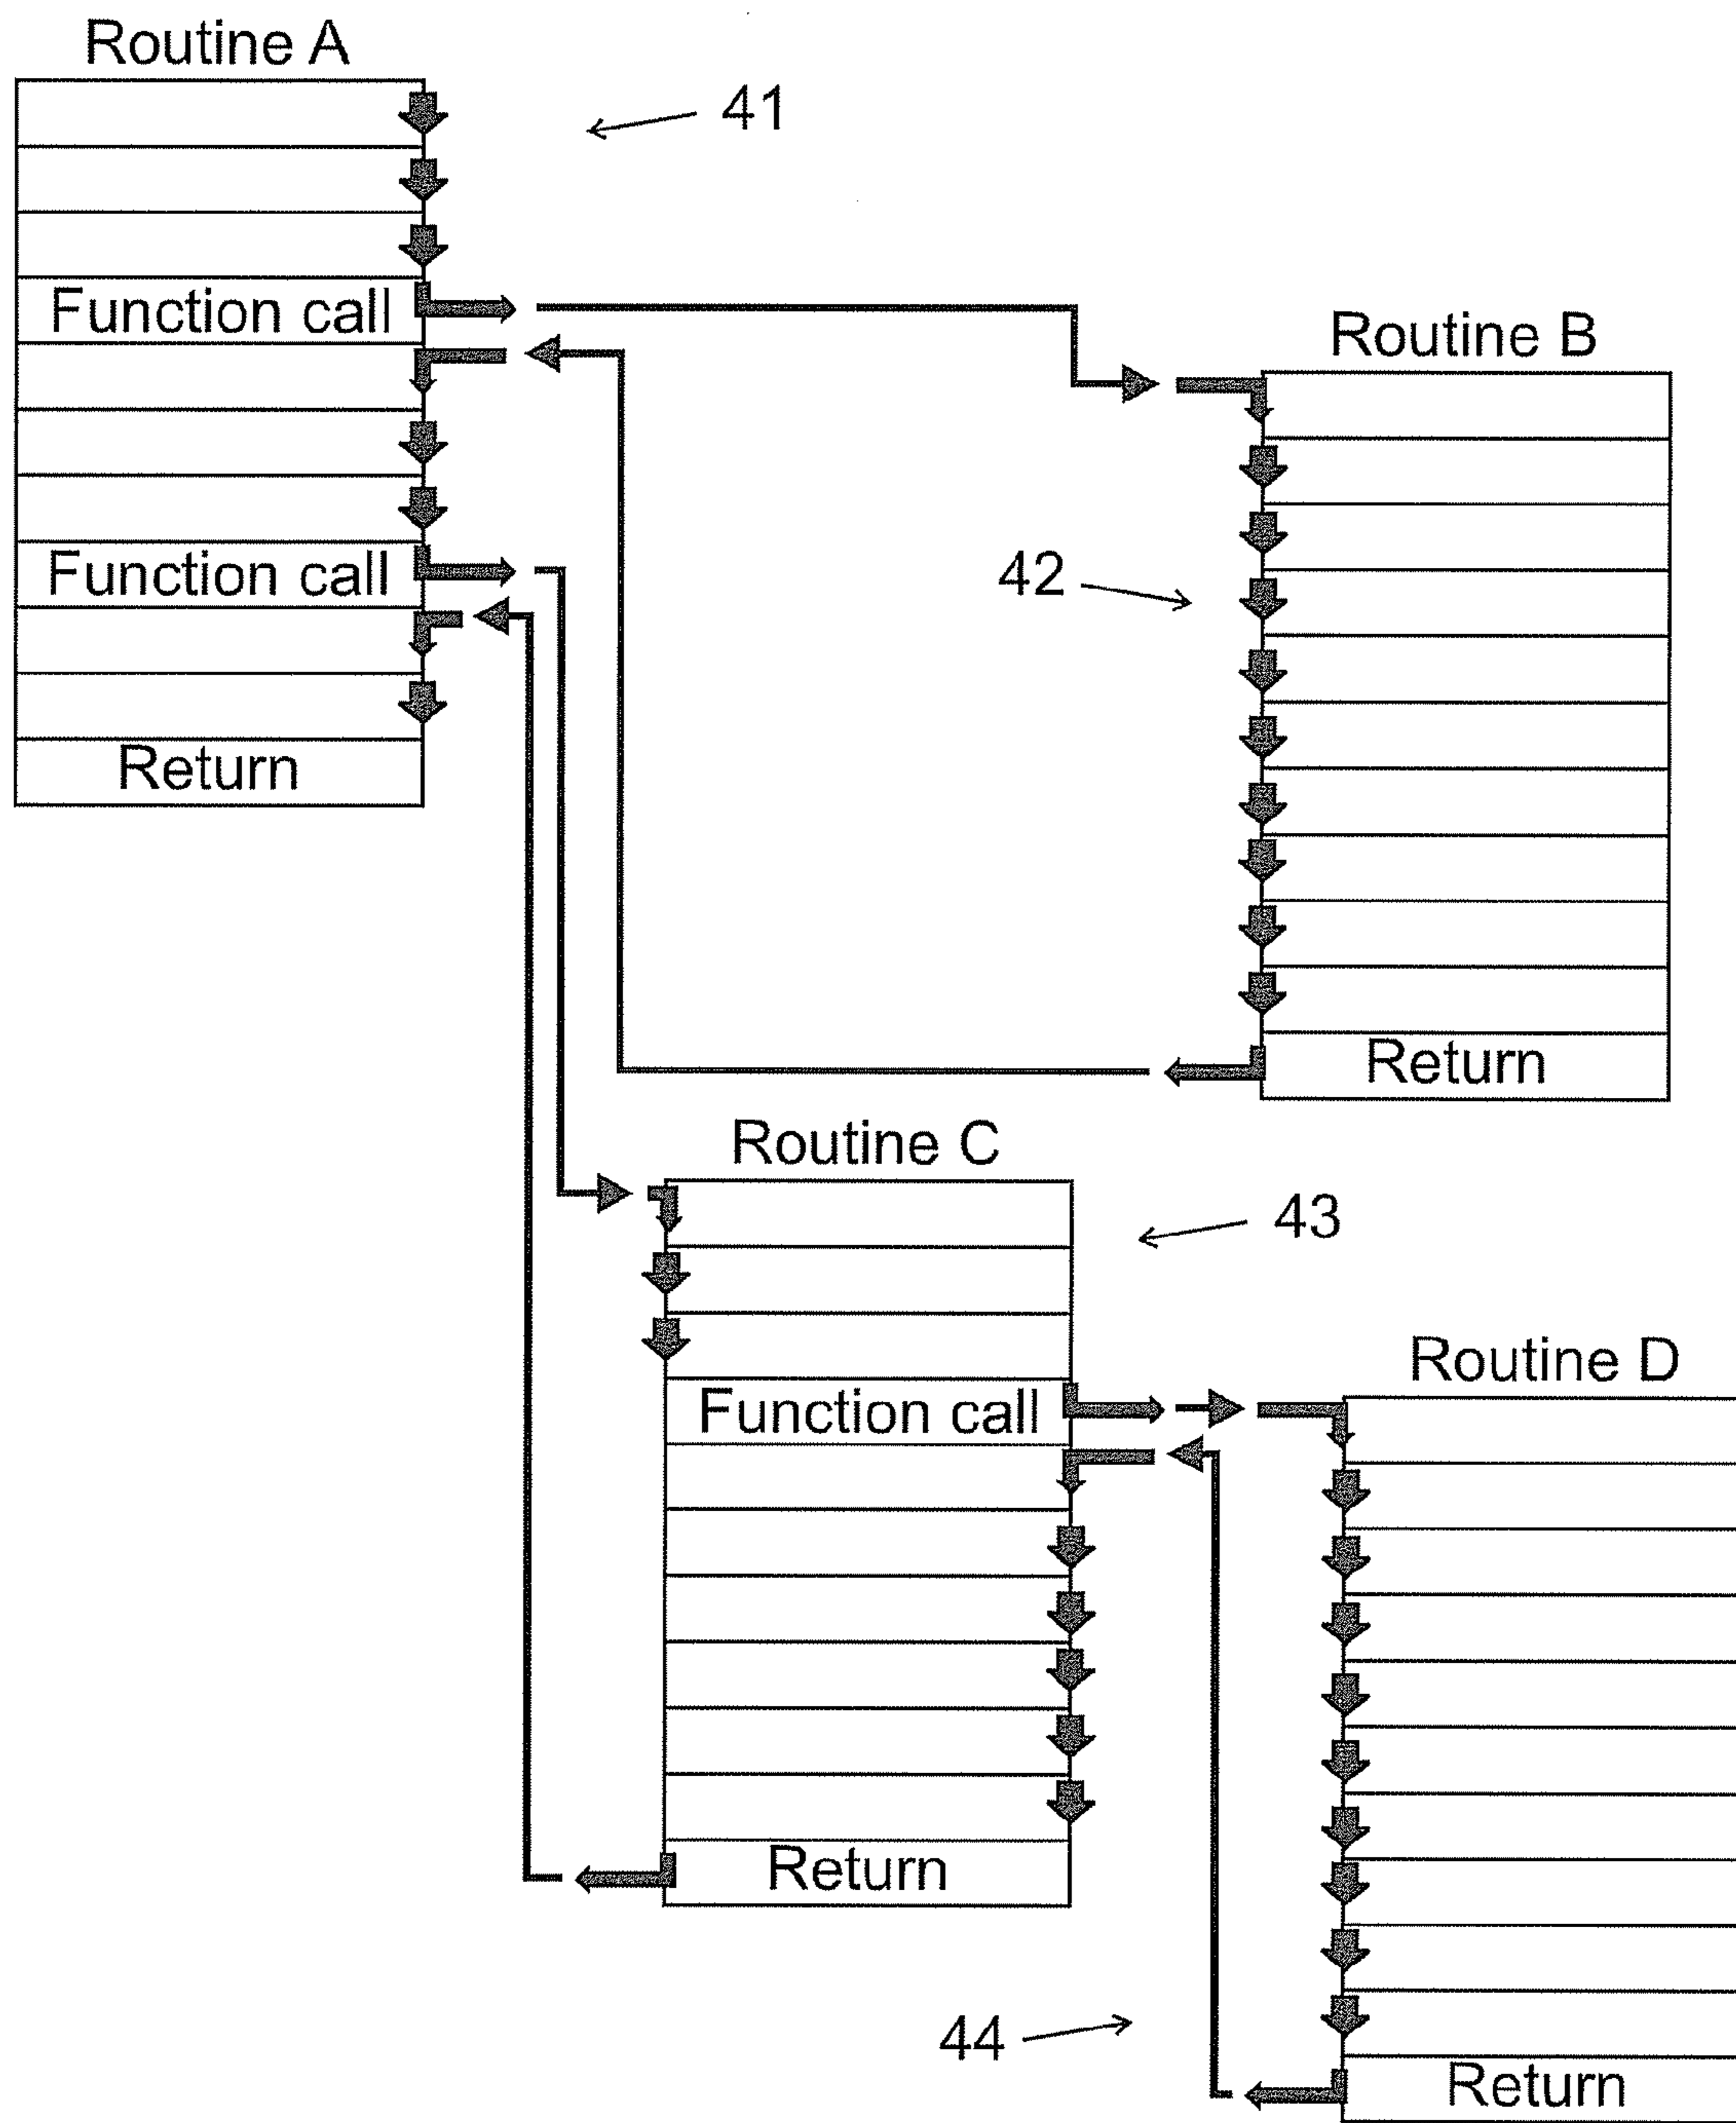 Routine A
41
Function call
Routine B
Function call
42
Return
Return
Routine C
43
Routine D
Function call
Return
44
Return